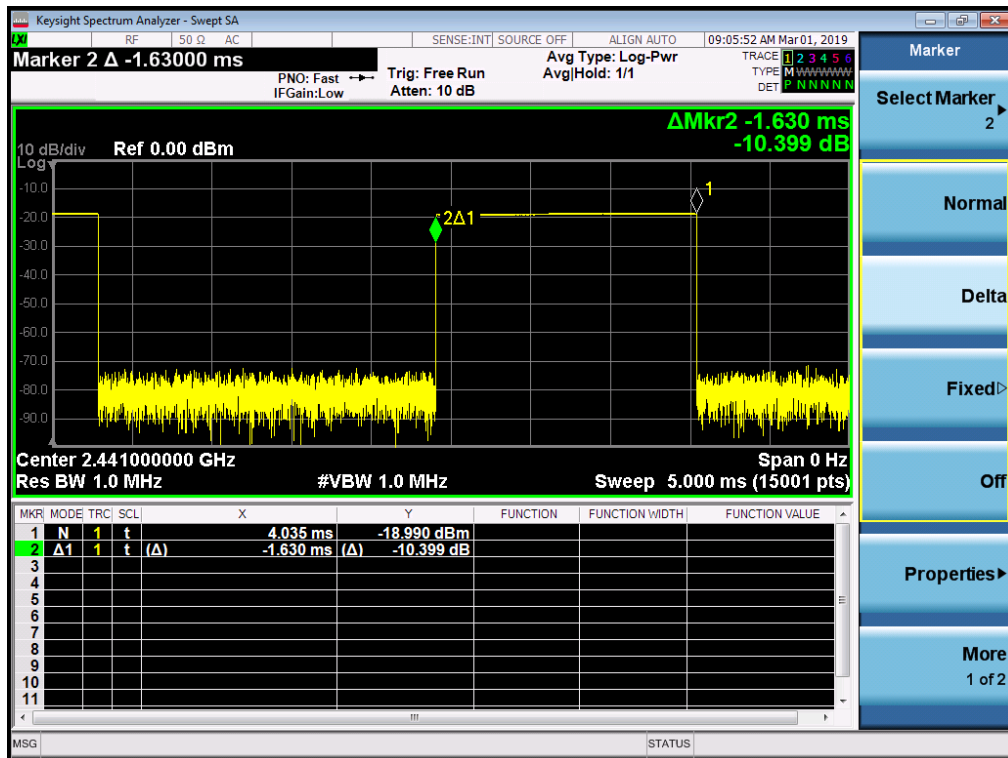 Keysight Spectrum Analyzer - Swept SA
LXI RF 50 Ω AC SENSE:INT SOURCE OFF ALIGN AUTO 09:05:52 AM Mar 01, 2019
Marker 2 Δ -1.63000 ms
PNO: Fast
IFGain:Low
Trig: Free Run
Atten: 10 dB
Avg Type: Log-Pwr
Avg|Hold: 1/1
TRACE 1 2 3 4 5 6
TYPE M W W W W W
DET P N N N N N
ΔMkr2 -1.630 ms
-10.399 dB
10 dB/div Ref 0.00 dBm
Log
-10.0
-20.0
-30.0
-40.0
-50.0
-60.0
-70.0
-80.0
-90.0
2Δ1
1
Center 2.441000000 GHz Span 0 Hz
Res BW 1.0 MHz #VBW 1.0 MHz Sweep 5.000 ms (15001 pts)
MKR MODE TRC SCL X Y FUNCTION FUNCTION WIDTH FUNCTION VALUE
1 N 1 t 4.035 ms -18.990 dBm
2 Δ1 1 t (Δ) -1.630 ms (Δ) -10.399 dB
3
4
5
6
7
8
9
10
11
MSG STATUS
Marker
Select Marker
2
Normal
Delta
Fixed
Off
Properties
More
1 of 2